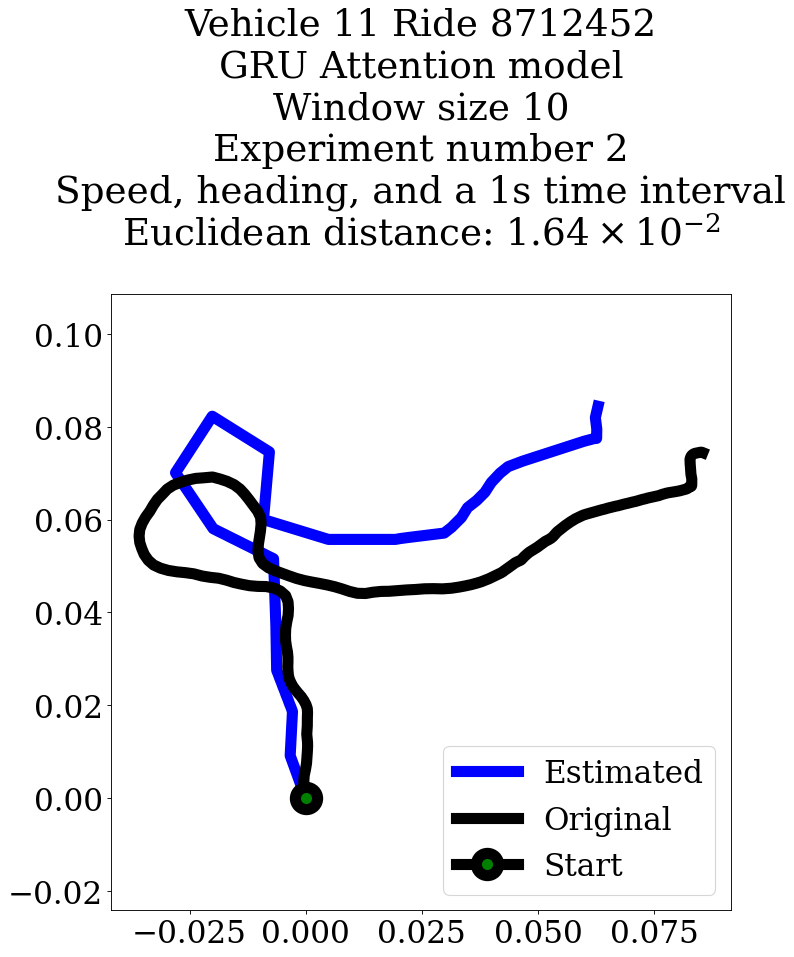 Vehicle 11 Ride 8712452
GRU Attention model
Window size 10
Experiment number 2
Speed, heading, and a 1s time interval
Euclidean distance: 1.64 × 10⁻²
0.10
0.08
0.06
0.04
0.02
0.00
−0.02
Estimated
Original
Start
−0.025 0.000 0.025 0.050 0.075